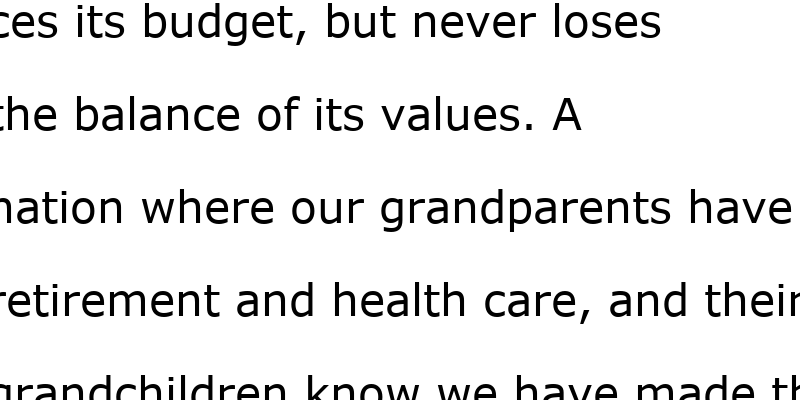 ces its budget, but never loses
the balance of its values. A
nation where our grandparents have
retirement and health care, and their
grandchildren know we have made th